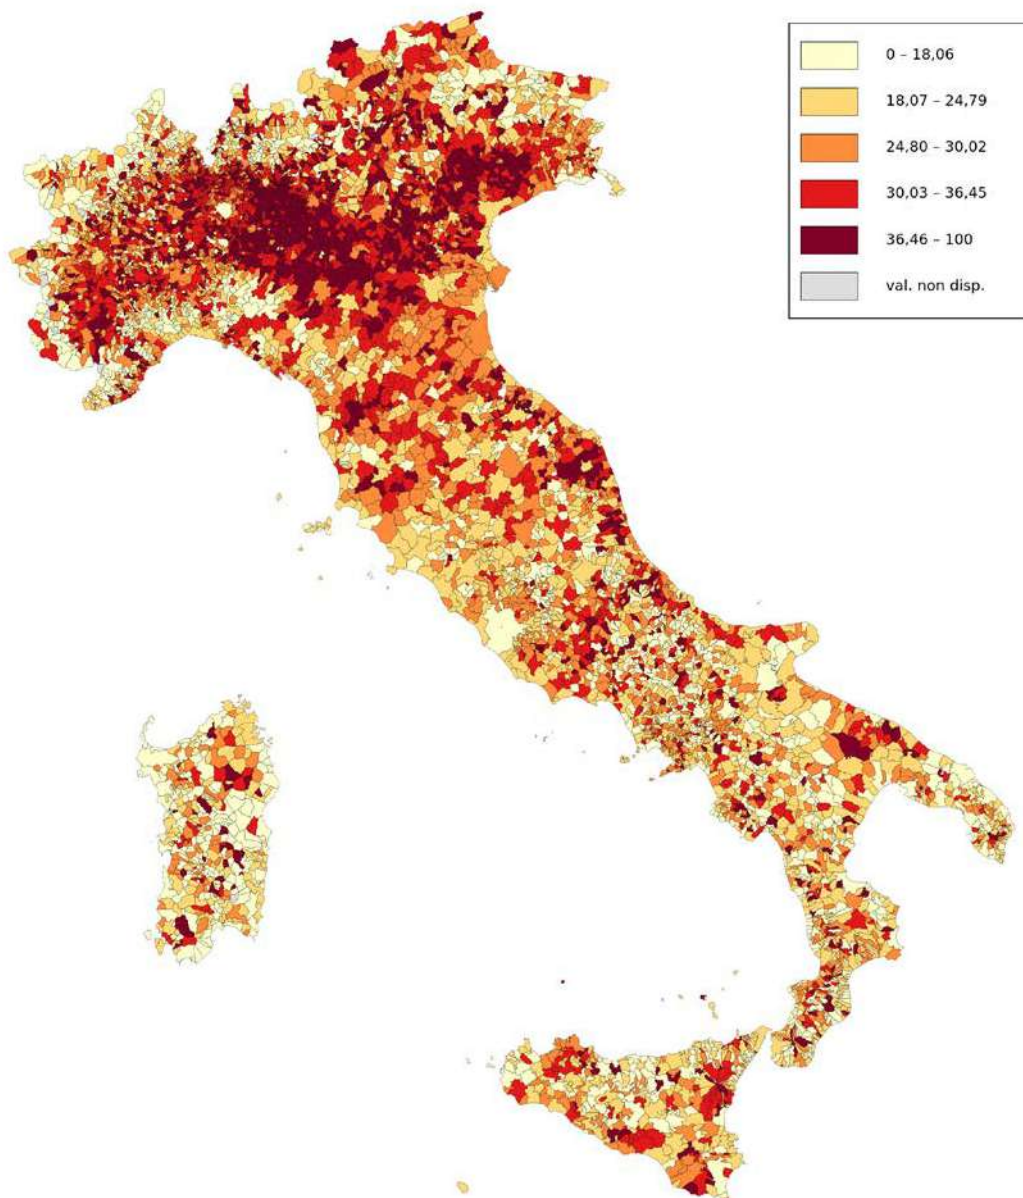 0 – 18,06
18,07 – 24,79
24,80 – 30,02
30,03 – 36,45
36,46 – 100
val. non disp.